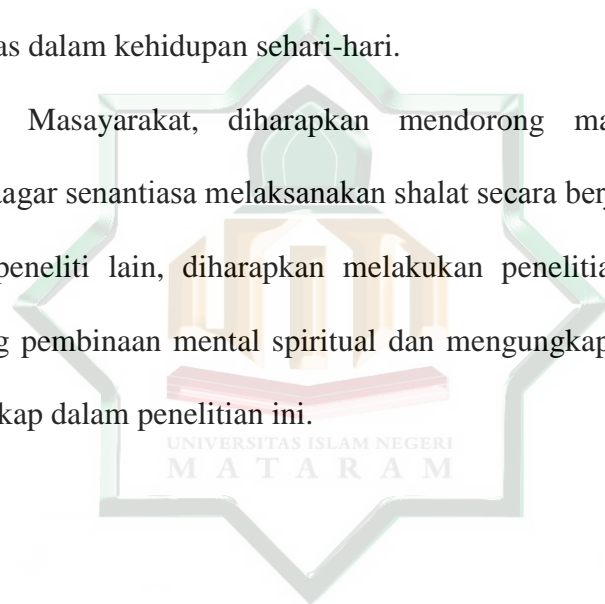 as dalam kehidupan sehari-hari.
Masayarakat, diharapkan mendorong ma
agar senantiasa melaksanakan shalat secara ber
peneliti lain, diharapkan melakukan penelitia
g pembinaan mental spiritual dan mengungkap
kap dalam penelitian ini.
UNIVERSITAS ISLAM NEGERI
MATARAM